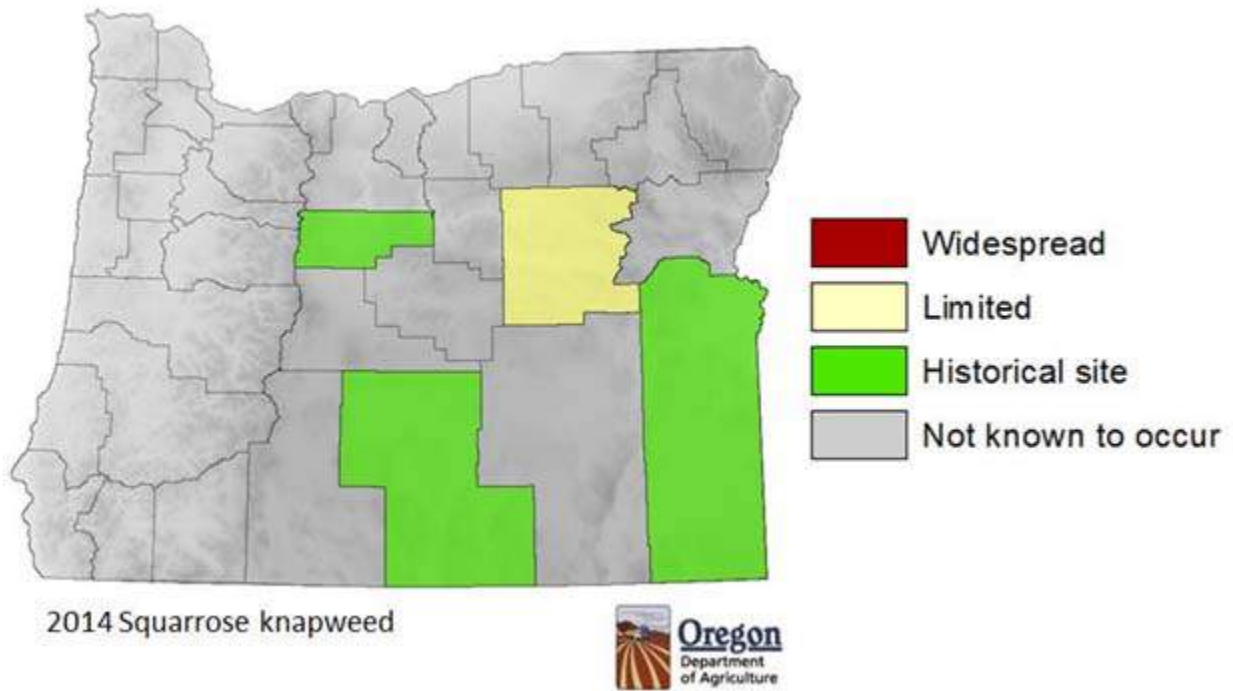 Widespread
Limited
Historical site
Not known to occur
2014 Squarrose knapweed
Oregon
Department
of Agriculture